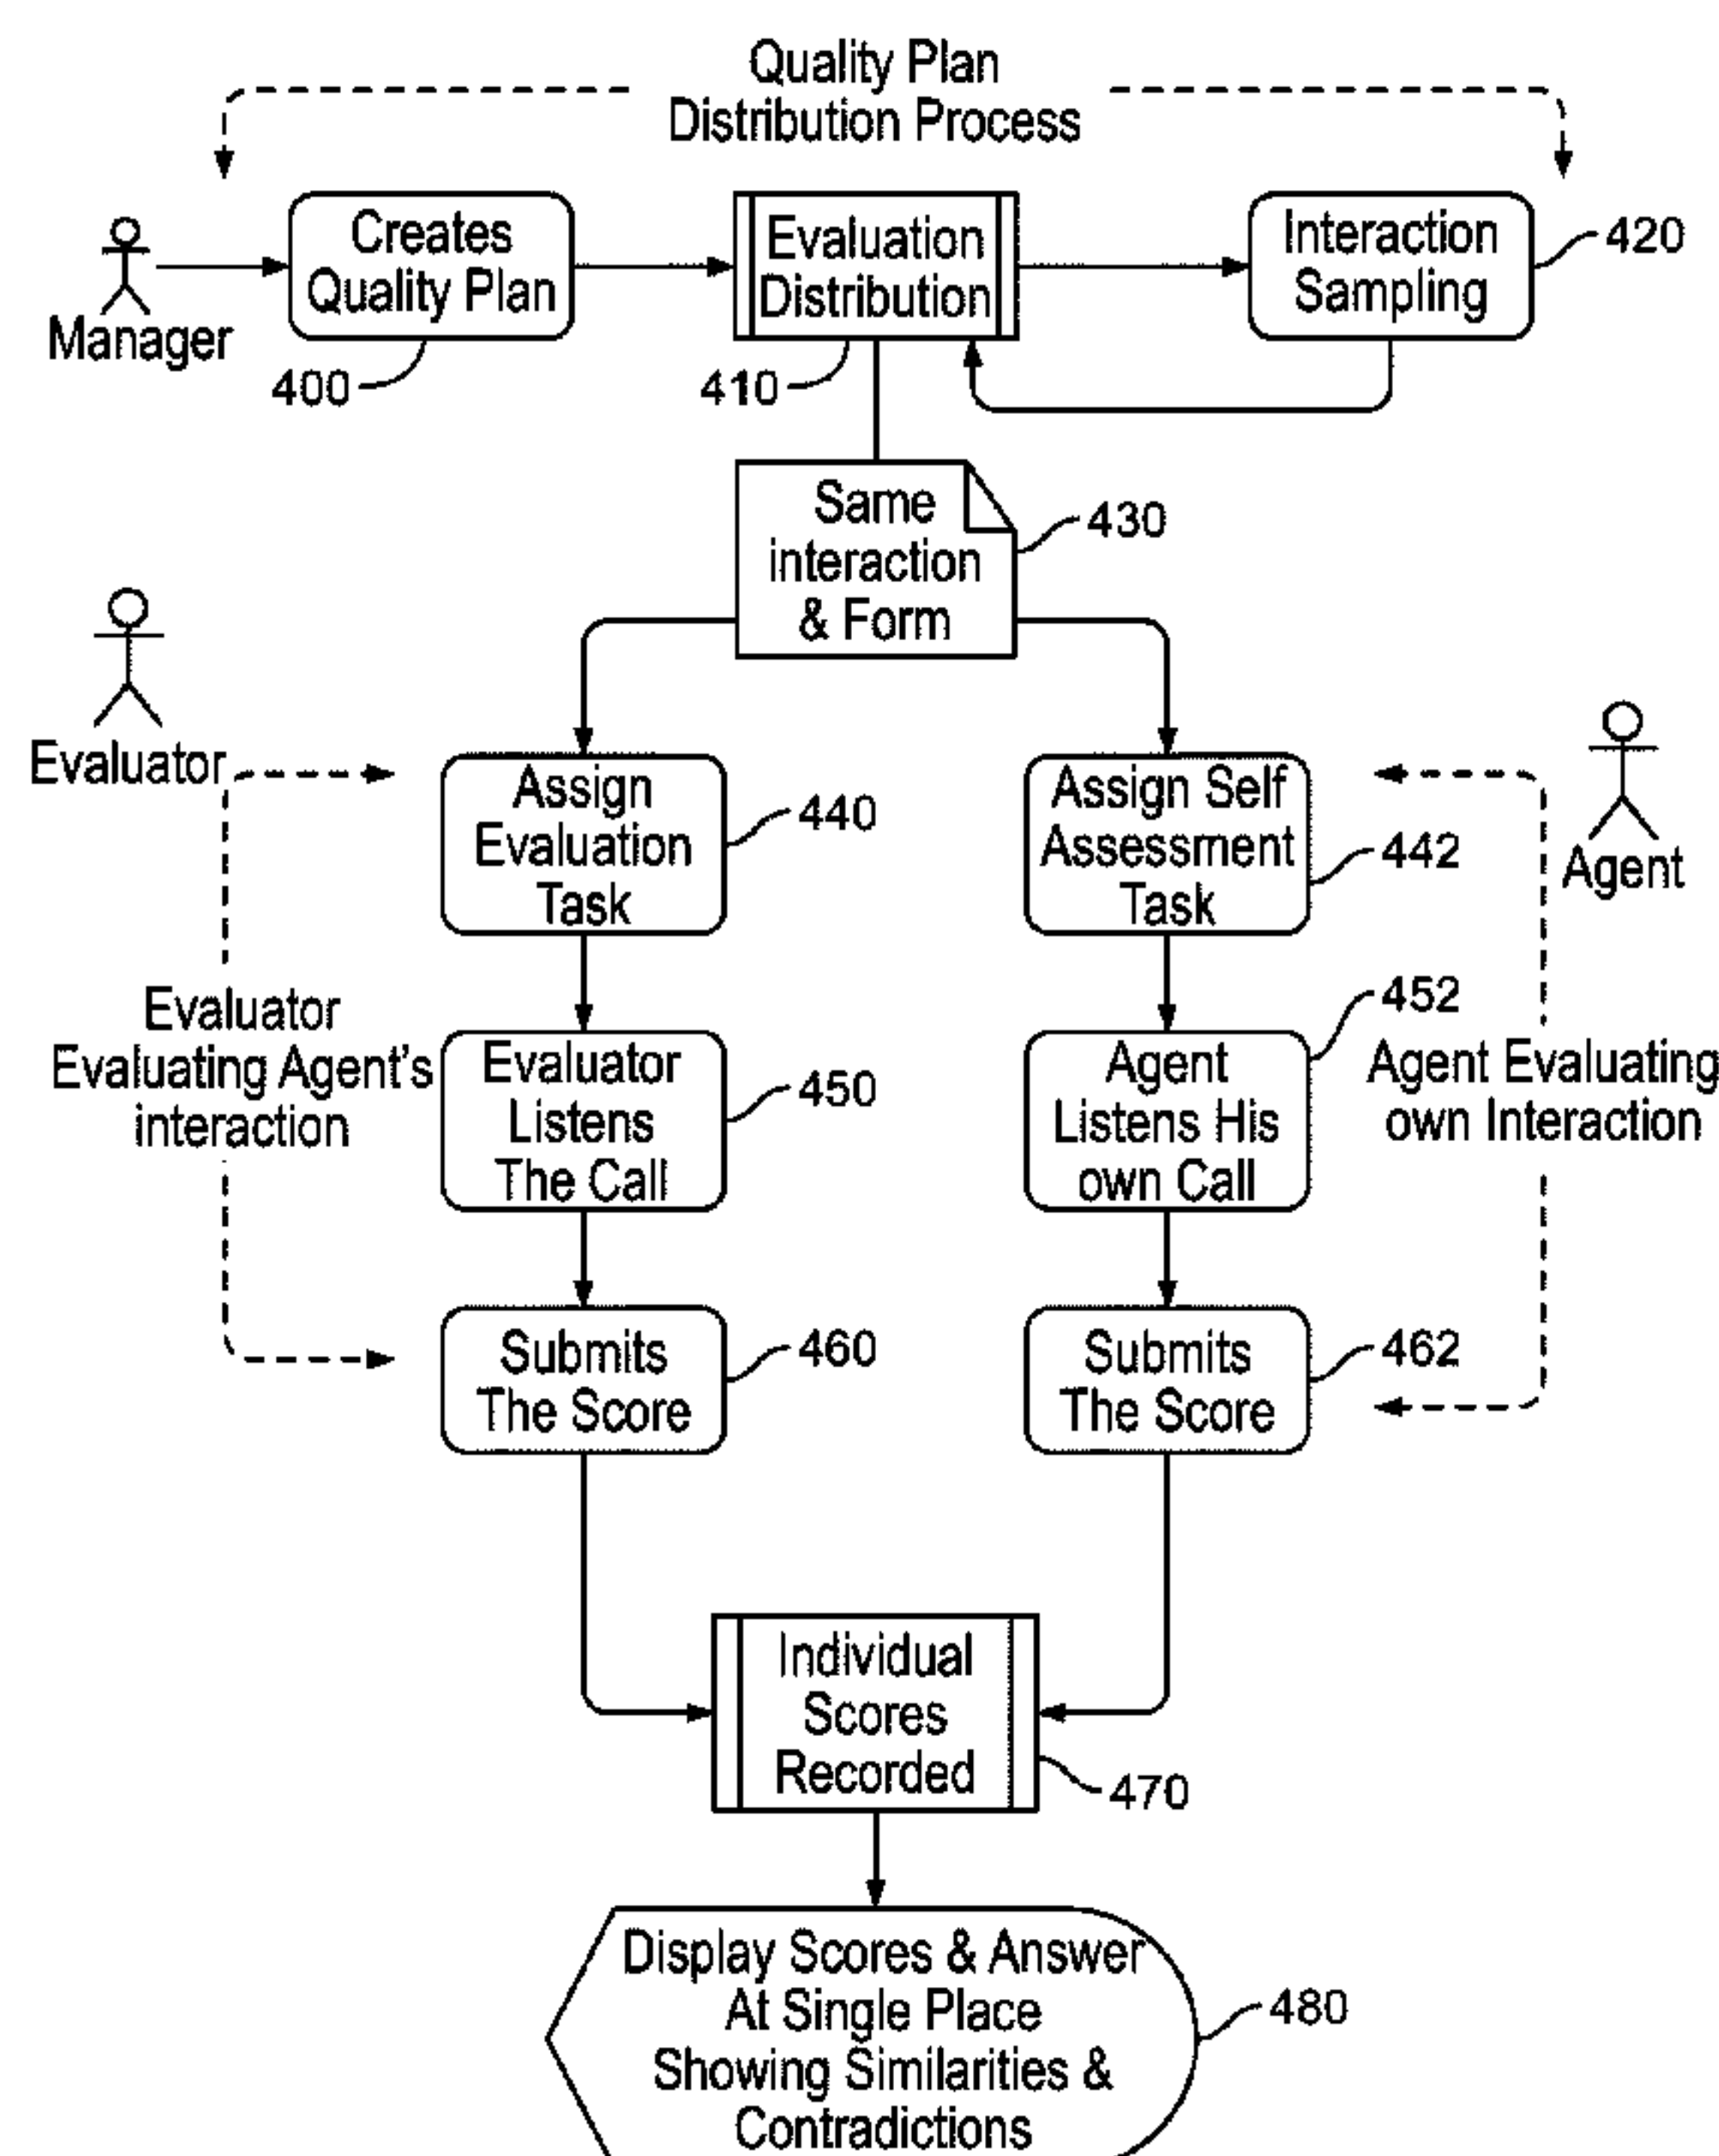 Quality Plan
Distribution Process
Manager
Creates
Quality Plan
400
Evaluation
Distribution
410
Interaction
Sampling
420
Same
interaction
& Form
430
Evaluator
Assign
Evaluation
Task
440
Assign Self
Assessment
Task
442
Agent
Evaluator
Evaluating Agent's
interaction
Evaluator
Listens
The Call
450
Agent
Listens His
own Call
452
Agent Evaluating
own Interaction
Submits
The Score
460
Submits
The Score
462
Individual
Scores
Recorded
470
Display Scores & Answer
At Single Place
Showing Similarities &
Contradictions
480